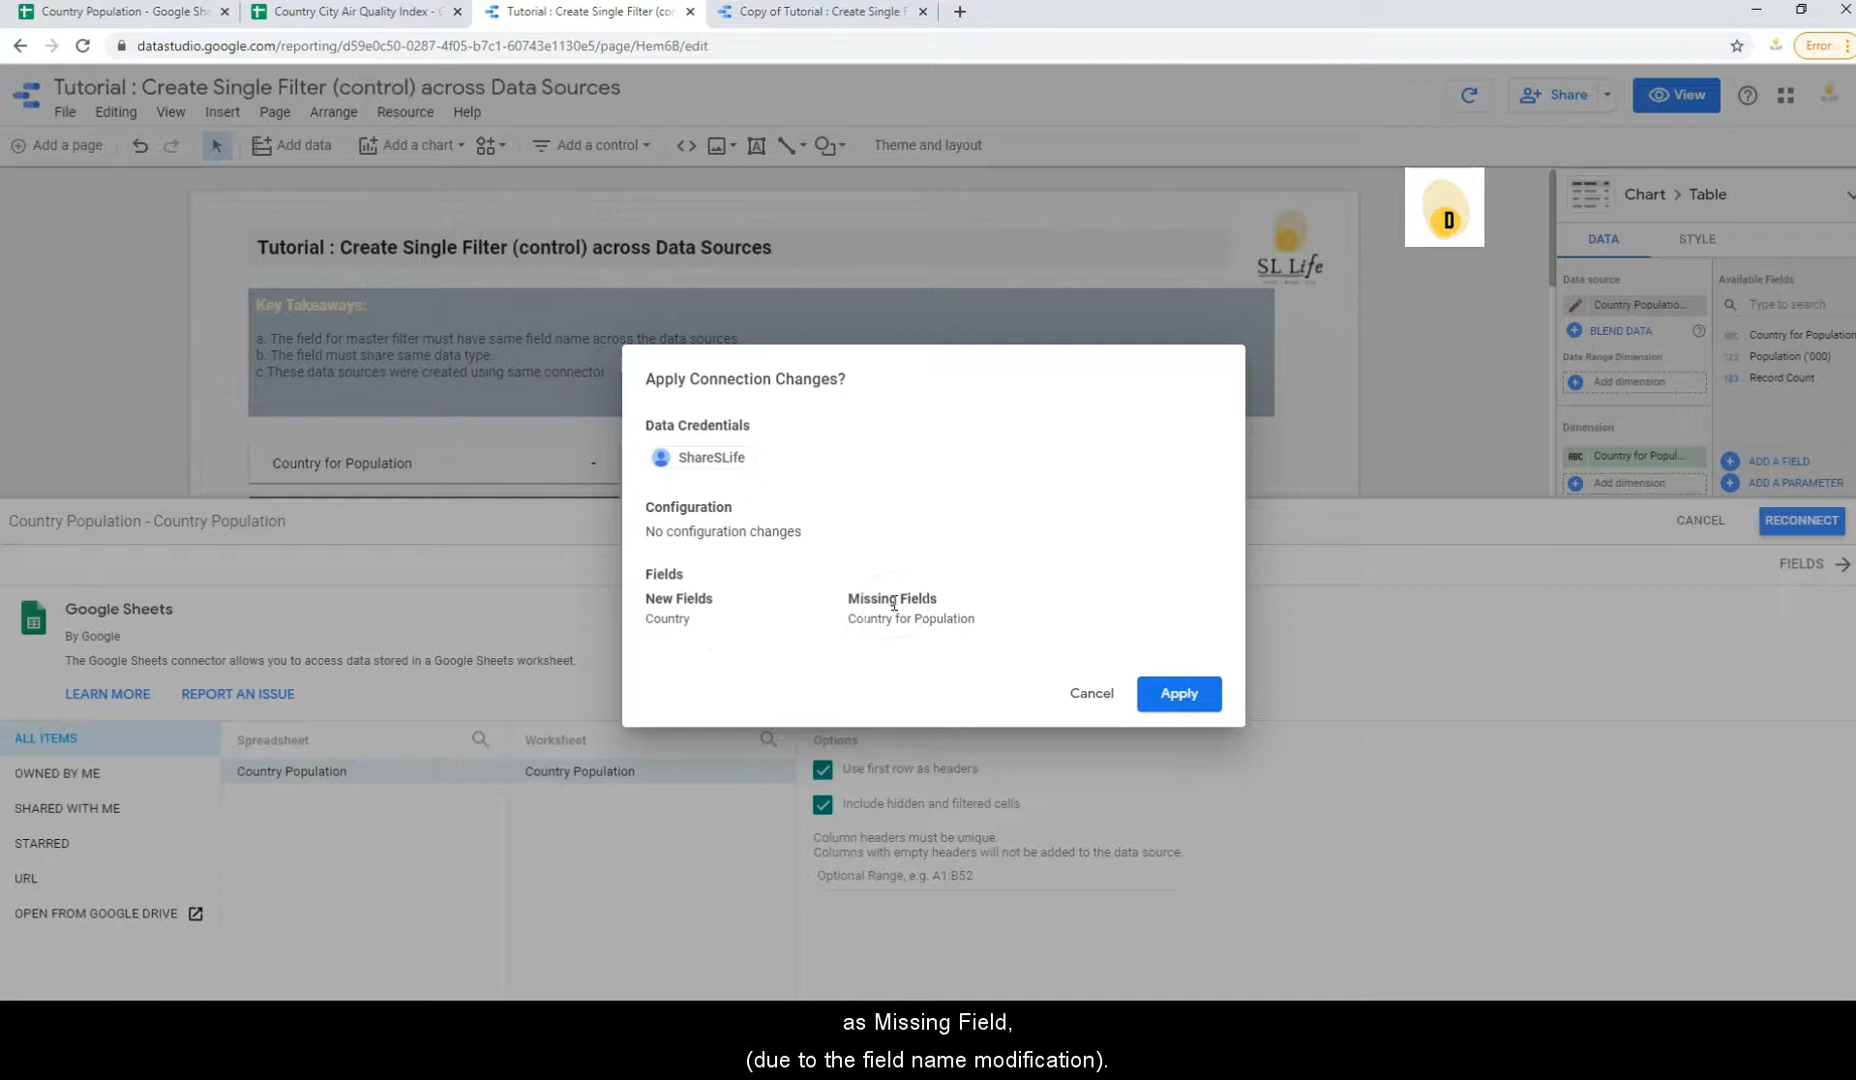 Country Population - Google She
Country City Air Quality Index - G
Tutorial : Create Single Filter (con
Copy of Tutorial : Create Single F
datastudio.google.com/reporting/d59e0c50-0287-4f05-b7c1-60743e1130e5/page/Hem6B/edit
Error
Tutorial : Create Single Filter (control) across Data Sources
File Editing View Insert Page Arrange Resource Help
Share
View
Add a page
Add data
Add a chart
Add a control
Theme and layout
D
Chart > Table
Tutorial : Create Single Filter (control) across Data Sources
SL Life
DATA
STYLE
Key Takeaways:
a. The field for master filter must have same field name across the data sources
b. The field must share same data type.
c These data sources were created using same connector
Data source
Available Fields
Country Populatio...
Type to search
BLEND DATA
Country for Population
Date Range Dimension
Population ('000)
Add dimension
123 Record Count
Dimension
ABC Country for Popul...
ADD A FIELD
Add dimension
ADD A PARAMETER
Country for Population
Apply Connection Changes?
Data Credentials
ShareSLife
Configuration
No configuration changes
Fields
New Fields
Missing Fields
Country
Country for Population
Cancel
Apply
Country Population - Country Population
CANCEL
RECONNECT
FIELDS
Google Sheets
By Google
The Google Sheets connector allows you to access data stored in a Google Sheets worksheet.
LEARN MORE
REPORT AN ISSUE
ALL ITEMS
Spreadsheet
Worksheet
Options
OWNED BY ME
Country Population
Country Population
Use first row as headers
SHARED WITH ME
Include hidden and filtered cells
STARRED
Column headers must be unique.
Columns with empty headers will not be added to the data source.
URL
Optional Range, e.g. A1:B52
OPEN FROM GOOGLE DRIVE
as Missing Field,
(due to the field name modification).